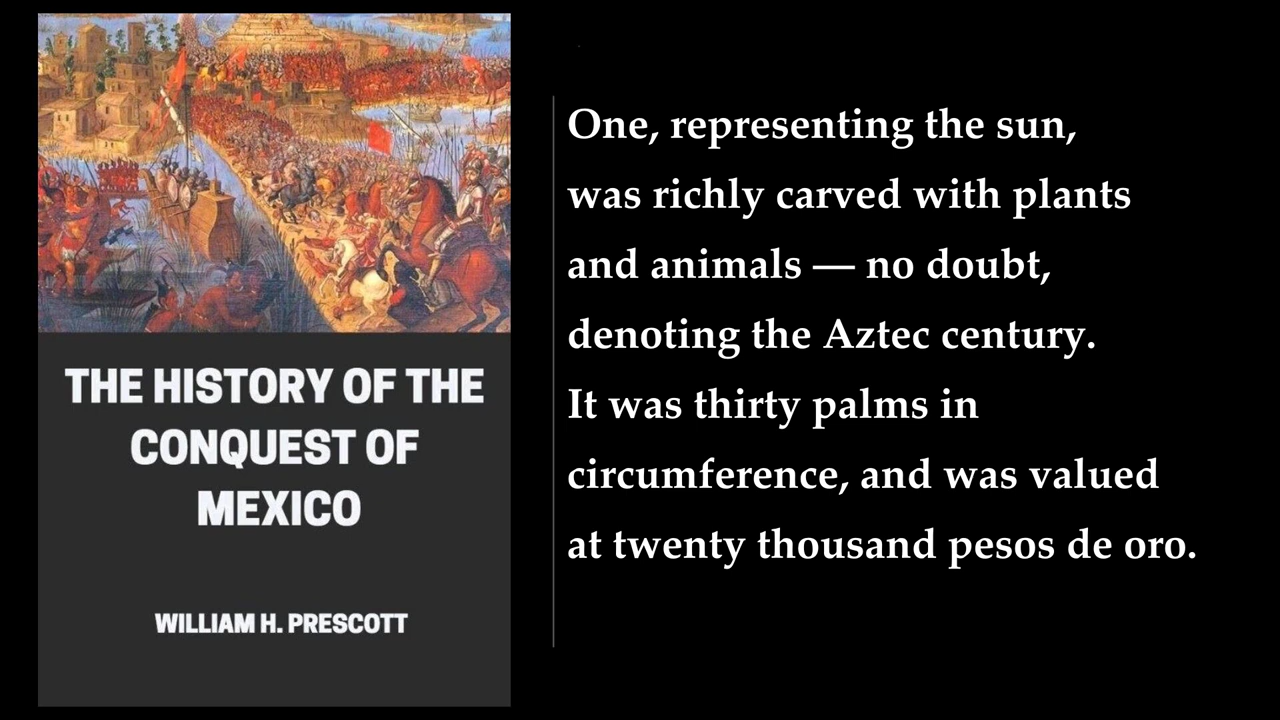 THE HISTORY OF THE
CONQUEST OF
MEXICO
WILLIAM H. PRESCOTT
One, representing the sun,
was richly carved with plants
and animals — no doubt,
denoting the Aztec century.
It was thirty palms in
circumference, and was valued
at twenty thousand pesos de oro.